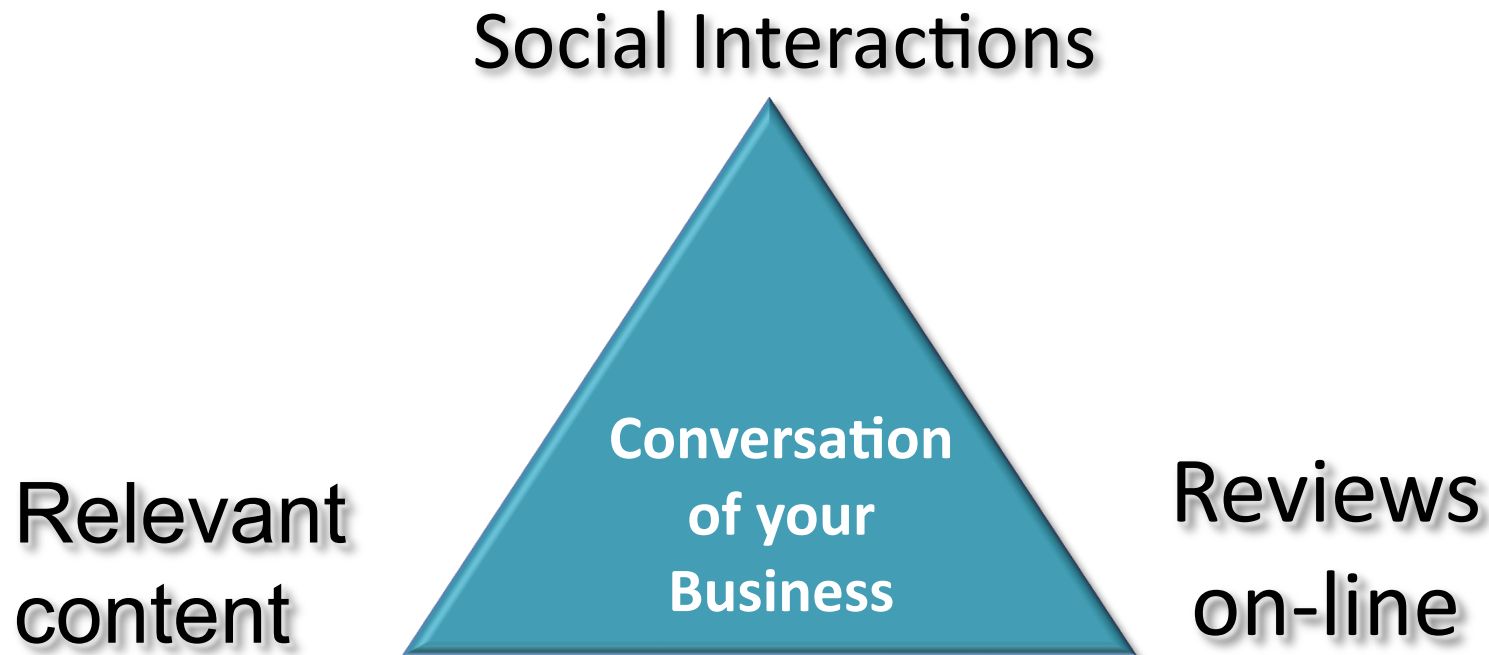 Social Interactions
Conversation
of your
Business
Relevant
content
Reviews
on-line